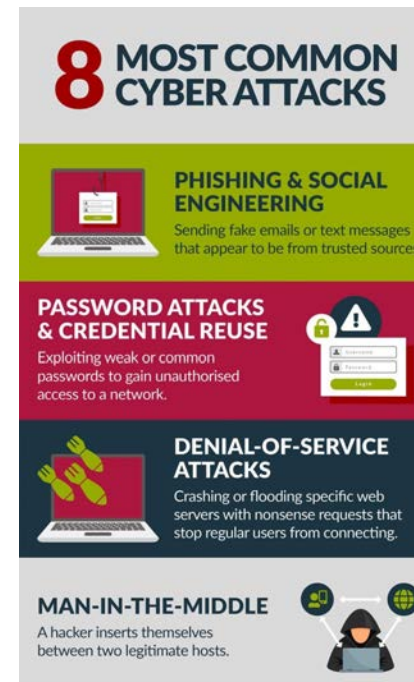 8 MOST COMMON
CYBER ATTACKS
PHISHING & SOCIAL
ENGINEERING
Sending fake emails or text messages
that appear to be from trusted source
PASSWORD ATTACKS
& CREDENTIAL REUSE
Exploiting weak or common
passwords to gain unauthorised
access to a network.
Username
Password
Login
DENIAL-OF-SERVICE
ATTACKS
Crashing or flooding specific web
servers with nonsense requests that
stop regular users from connecting.
MAN-IN-THE-MIDDLE
A hacker inserts themselves
between two legitimate hosts.